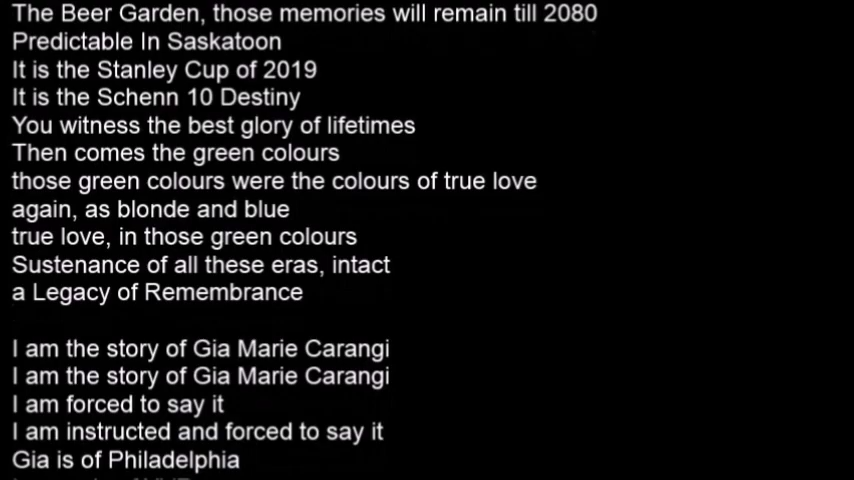 The Beer Garden, those memories will remain till 2080
Predictable In Saskatoon
It is the Stanley Cup of 2019
It is the Schenn 10 Destiny
You witness the best glory of lifetimes
Then comes the green colours
those green colours were the colours of true love
again, as blonde and blue
true love, in those green colours
Sustenance of all these eras, intact
a Legacy of Remembrance
I am the story of Gia Marie Carangi
I am the story of Gia Marie Carangi
I am forced to say it
I am instructed and forced to say it
Gia is of Philadelphia